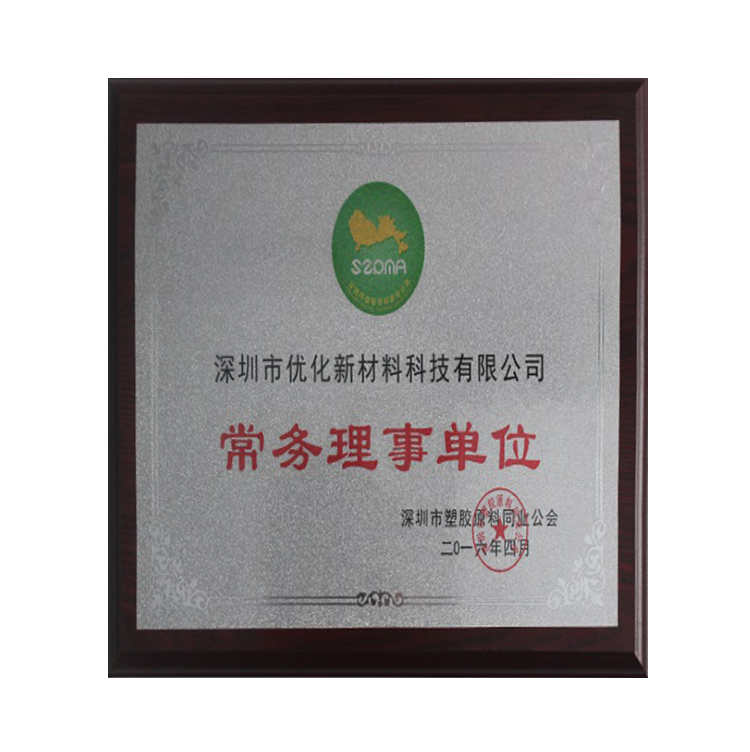 SZOMA
深圳市优化新材料科技有限公司
常务理事单位
深圳市塑胶原料同业公会
二〇一六年四月